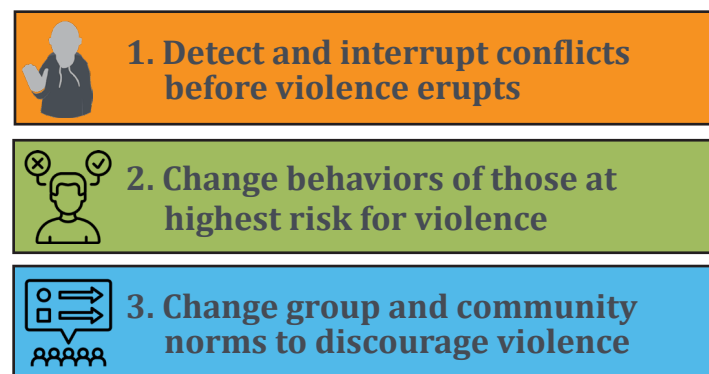 1. Detect and interrupt conflicts
before violence erupts
2. Change behaviors of those at
highest risk for violence
3. Change group and community
norms to discourage violence